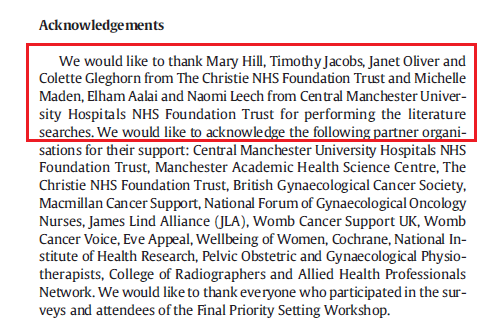 Acknowledgements
We would like to thank Mary Hill, Timothy Jacobs, Janet Oliver and
Colette Gleghorn from The Christie NHS Foundation Trust and Michelle
Maden, Elham Aalai and Naomi Leech from Central Manchester Univer-
sity Hospitals NHS Foundation Trust for performing the literature
searches. We would like to acknowledge the following partner organi-
sations for their support: Central Manchester University Hospitals NHS
Foundation Trust, Manchester Academic Health Science Centre, The
Christie NHS Foundation Trust, British Gynaecological Cancer Society,
Macmillan Cancer Support, National Forum of Gynaecological Oncology
Nurses, James Lind Alliance (JLA), Womb Cancer Support UK, Womb
Cancer Voice, Eve Appeal, Wellbeing of Women, Cochrane, National In-
stitute of Health Research, Pelvic Obstetric and Gynaecological Physio-
therapists, College of Radiographers and Allied Health Professionals
Network. We would like to thank everyone who participated in the sur-
veys and attendees of the Final Priority Setting Workshop.